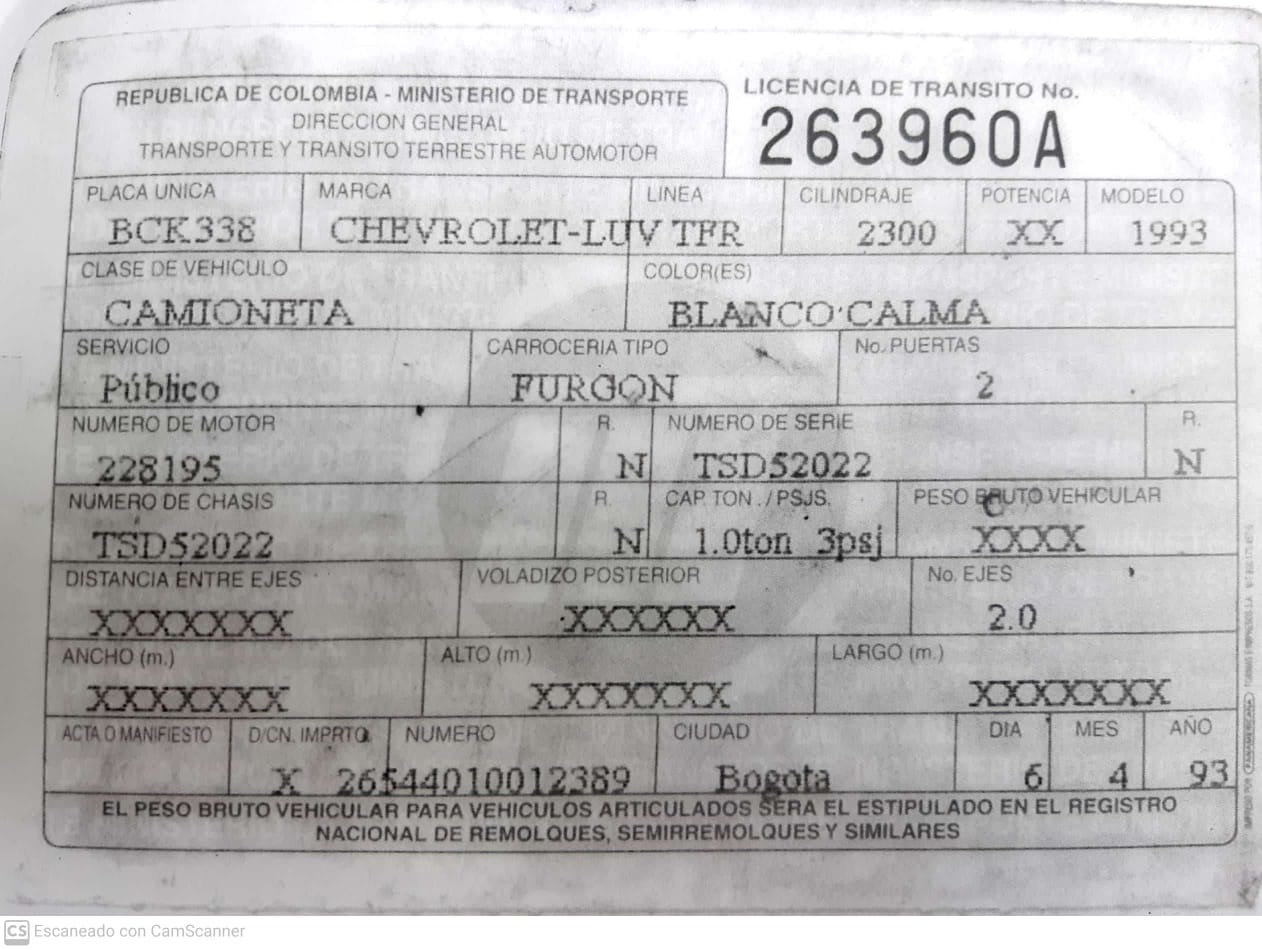 REPUBLICA DE COLOMBIA - MINISTERIO DE TRANSPORTE
DIRECCION GENERAL
TRANSPORTE Y TRANSITO TERRESTRE AUTOMOTOR
LICENCIA DE TRANSITO No.
263960A
PLACA UNICA MARCA LINEA CILINDRAJE POTENCIA MODELO
BCK338 CHEVROLET-LUV TFR 2300 XX 1993
CLASE DE VEHICULO COLOR(ES)
CAMIONETA BLANCO CALMA
SERVICIO CARROCERIA TIPO No. PUERTAS
Público FURGON 2
NUMERO DE MOTOR R. NUMERO DE SERIE R.
228195 N TSD52022 N
NUMERO DE CHASIS R. CAP. TON./PSJS. PESO BRUTO VEHICULAR
TSD52022 N 1.0ton 3psj XXXX
DISTANCIA ENTRE EJES VOLADIZO POSTERIOR No. EJES
XXXXXXX XXXXXX 2.0
ANCHO (m.) ALTO (m.) LARGO (m.)
XXXXXXX XXXXXXX XXXXXXX
ACTA O MANIFIESTO D/CN. IMPRTO NUMERO CIUDAD DIA MES AÑO
X 26544010012389 Bogota 6 4 93
EL PESO BRUTO VEHICULAR PARA VEHICULOS ARTICULADOS SERA EL ESTIPULADO EN EL REGISTRO
NACIONAL DE REMOLQUES, SEMIRREMOLQUES Y SIMILARES
IMPRESO POR PANAMERICANA
CS Escaneado con CamScanner